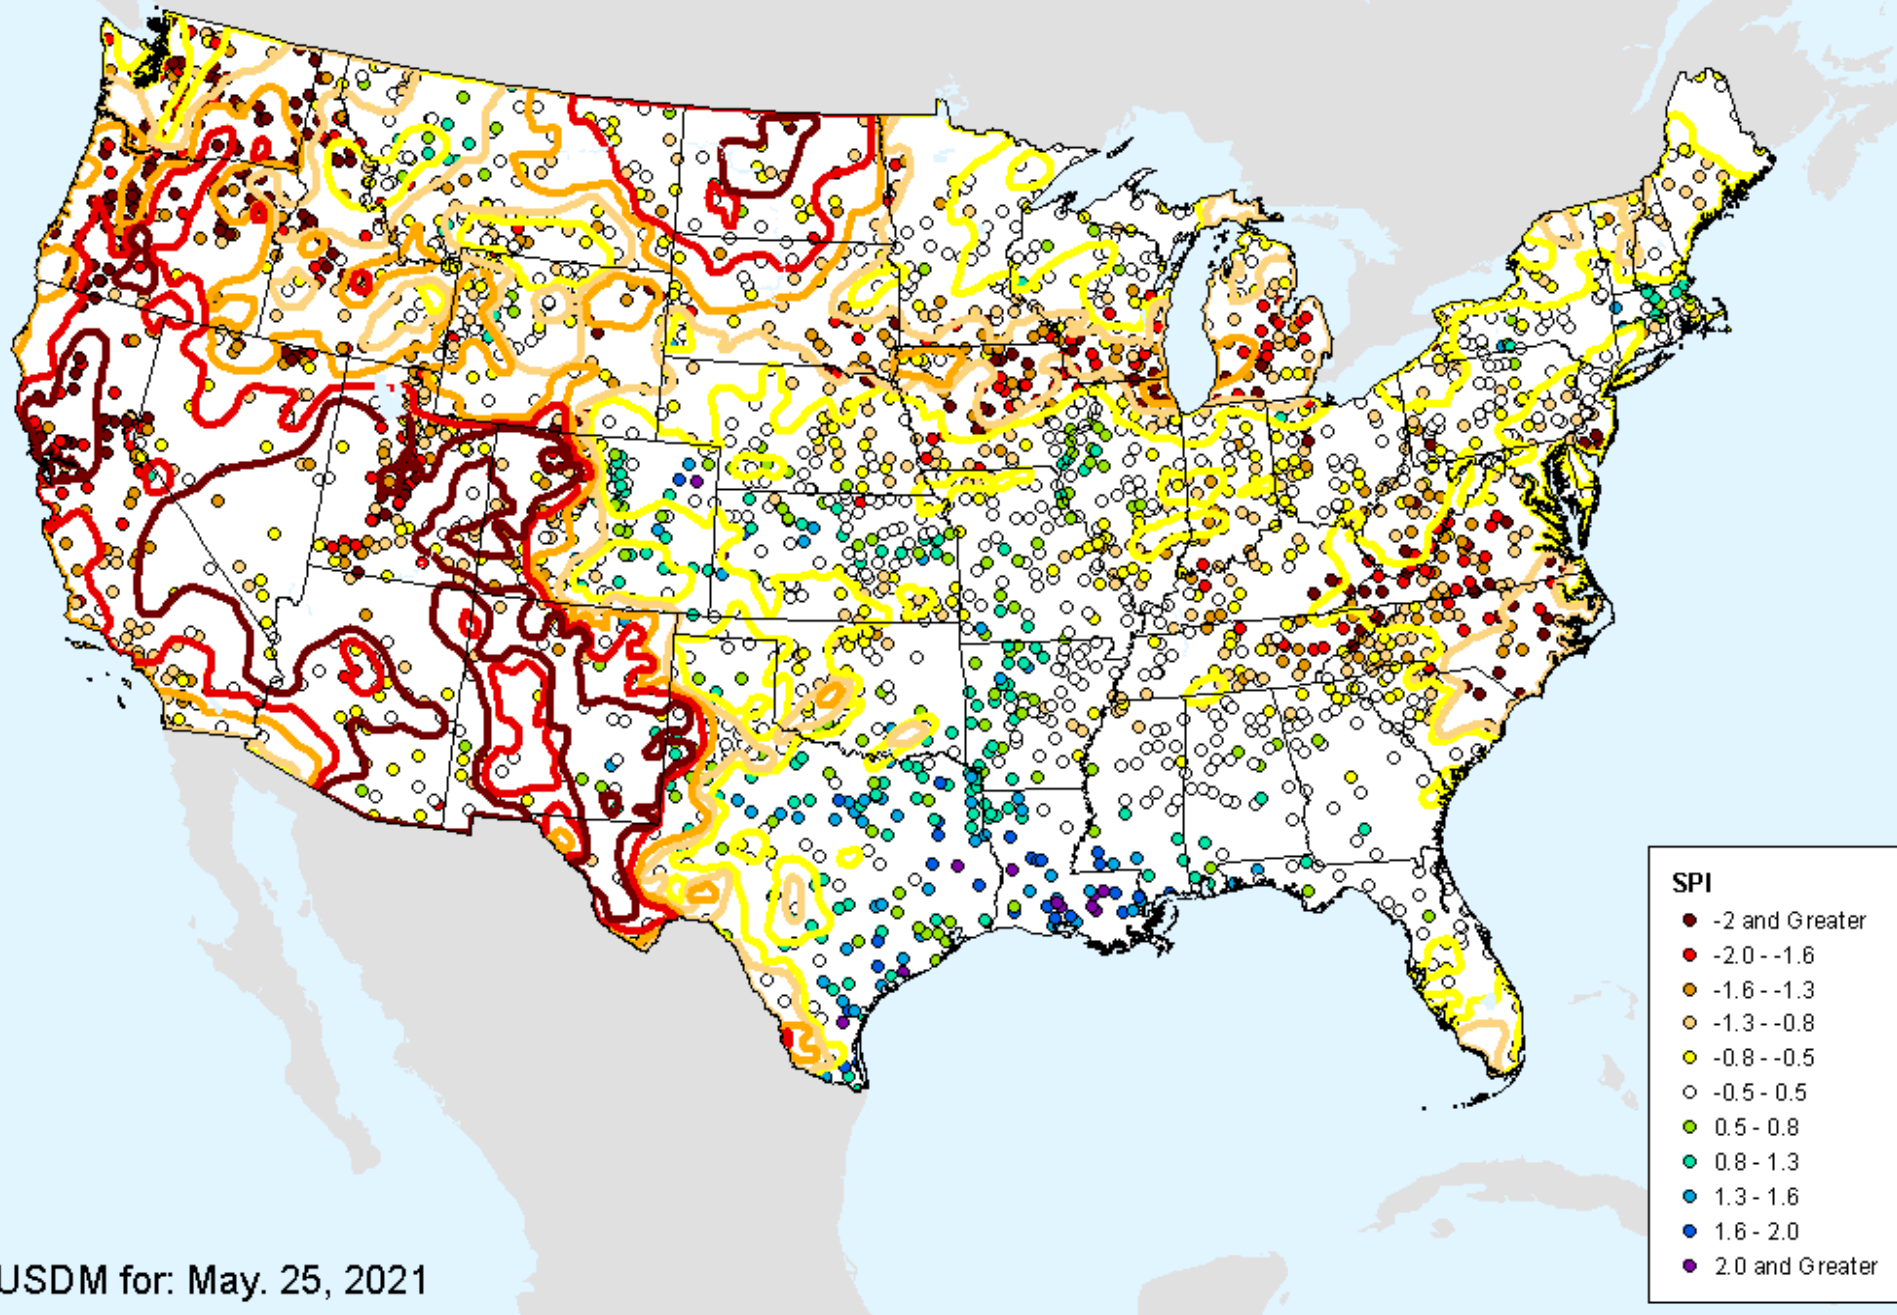 SPI
-2 and Greater
-2.0 - -1.6
-1.6 - -1.3
-1.3 - -0.8
-0.8 - -0.5
-0.5 - 0.5
0.5 - 0.8
0.8 - 1.3
1.3 - 1.6
1.6 - 2.0
2.0 and Greater
USDM for: May. 25, 2021